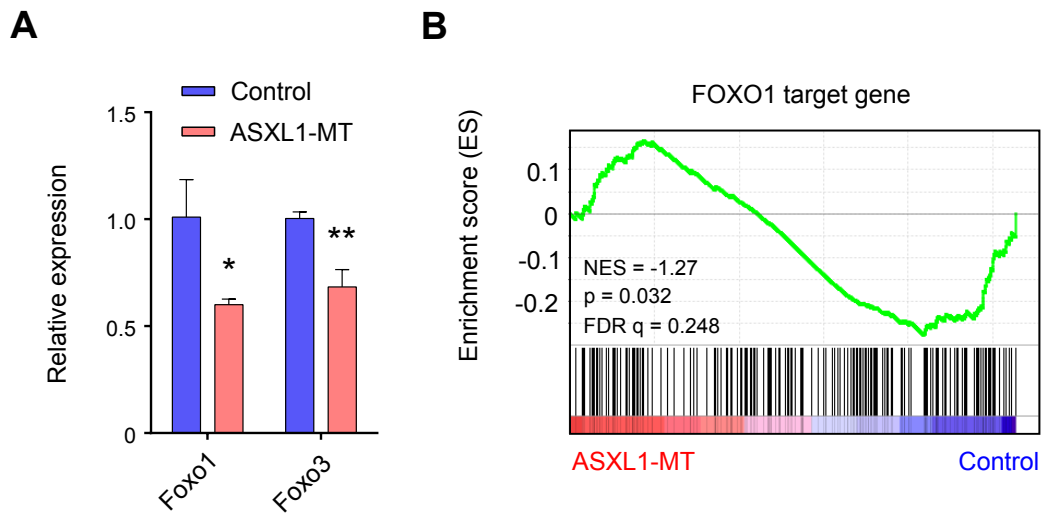 A
Control
ASXL1-MT
Relative expression
1.5
1.0
0.5
0
*
**
Foxo1
Foxo3
B
FOXO1 target gene
Enrichment score (ES)
0.1
0
-0.1
-0.2
NES = -1.27
p = 0.032
FDR q = 0.248
ASXL1-MT
Control